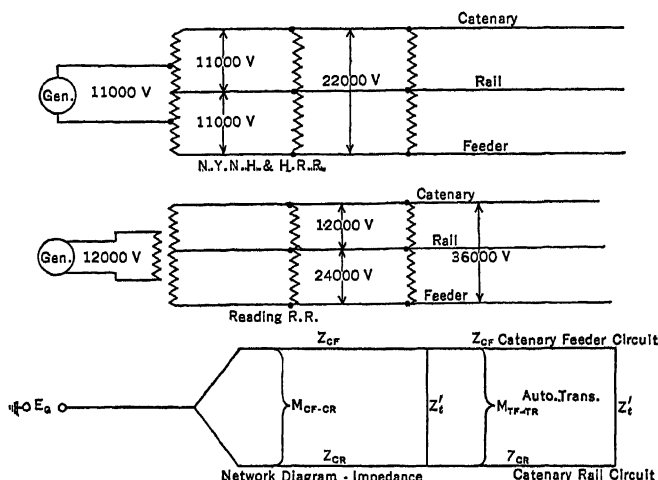 Catenary
11000 V
22000 V
Gen. 11000 V
Rail
11000 V
Feeder
N.Y.N.H. & H.R.R.
Catenary
12000 V
Gen. 12000 V
Rail
36000 V
24000 V
Feeder
Reading R.R.
Z_CF
Z_CF Catenary Feeder Circuit
E_G
M_CF-CR
Z'_t
M_TF-TR
Auto.Trans.
Z'_t
Z_CR
Z_CR
Network Diagram - Impedance
Catenary Rail Circuit